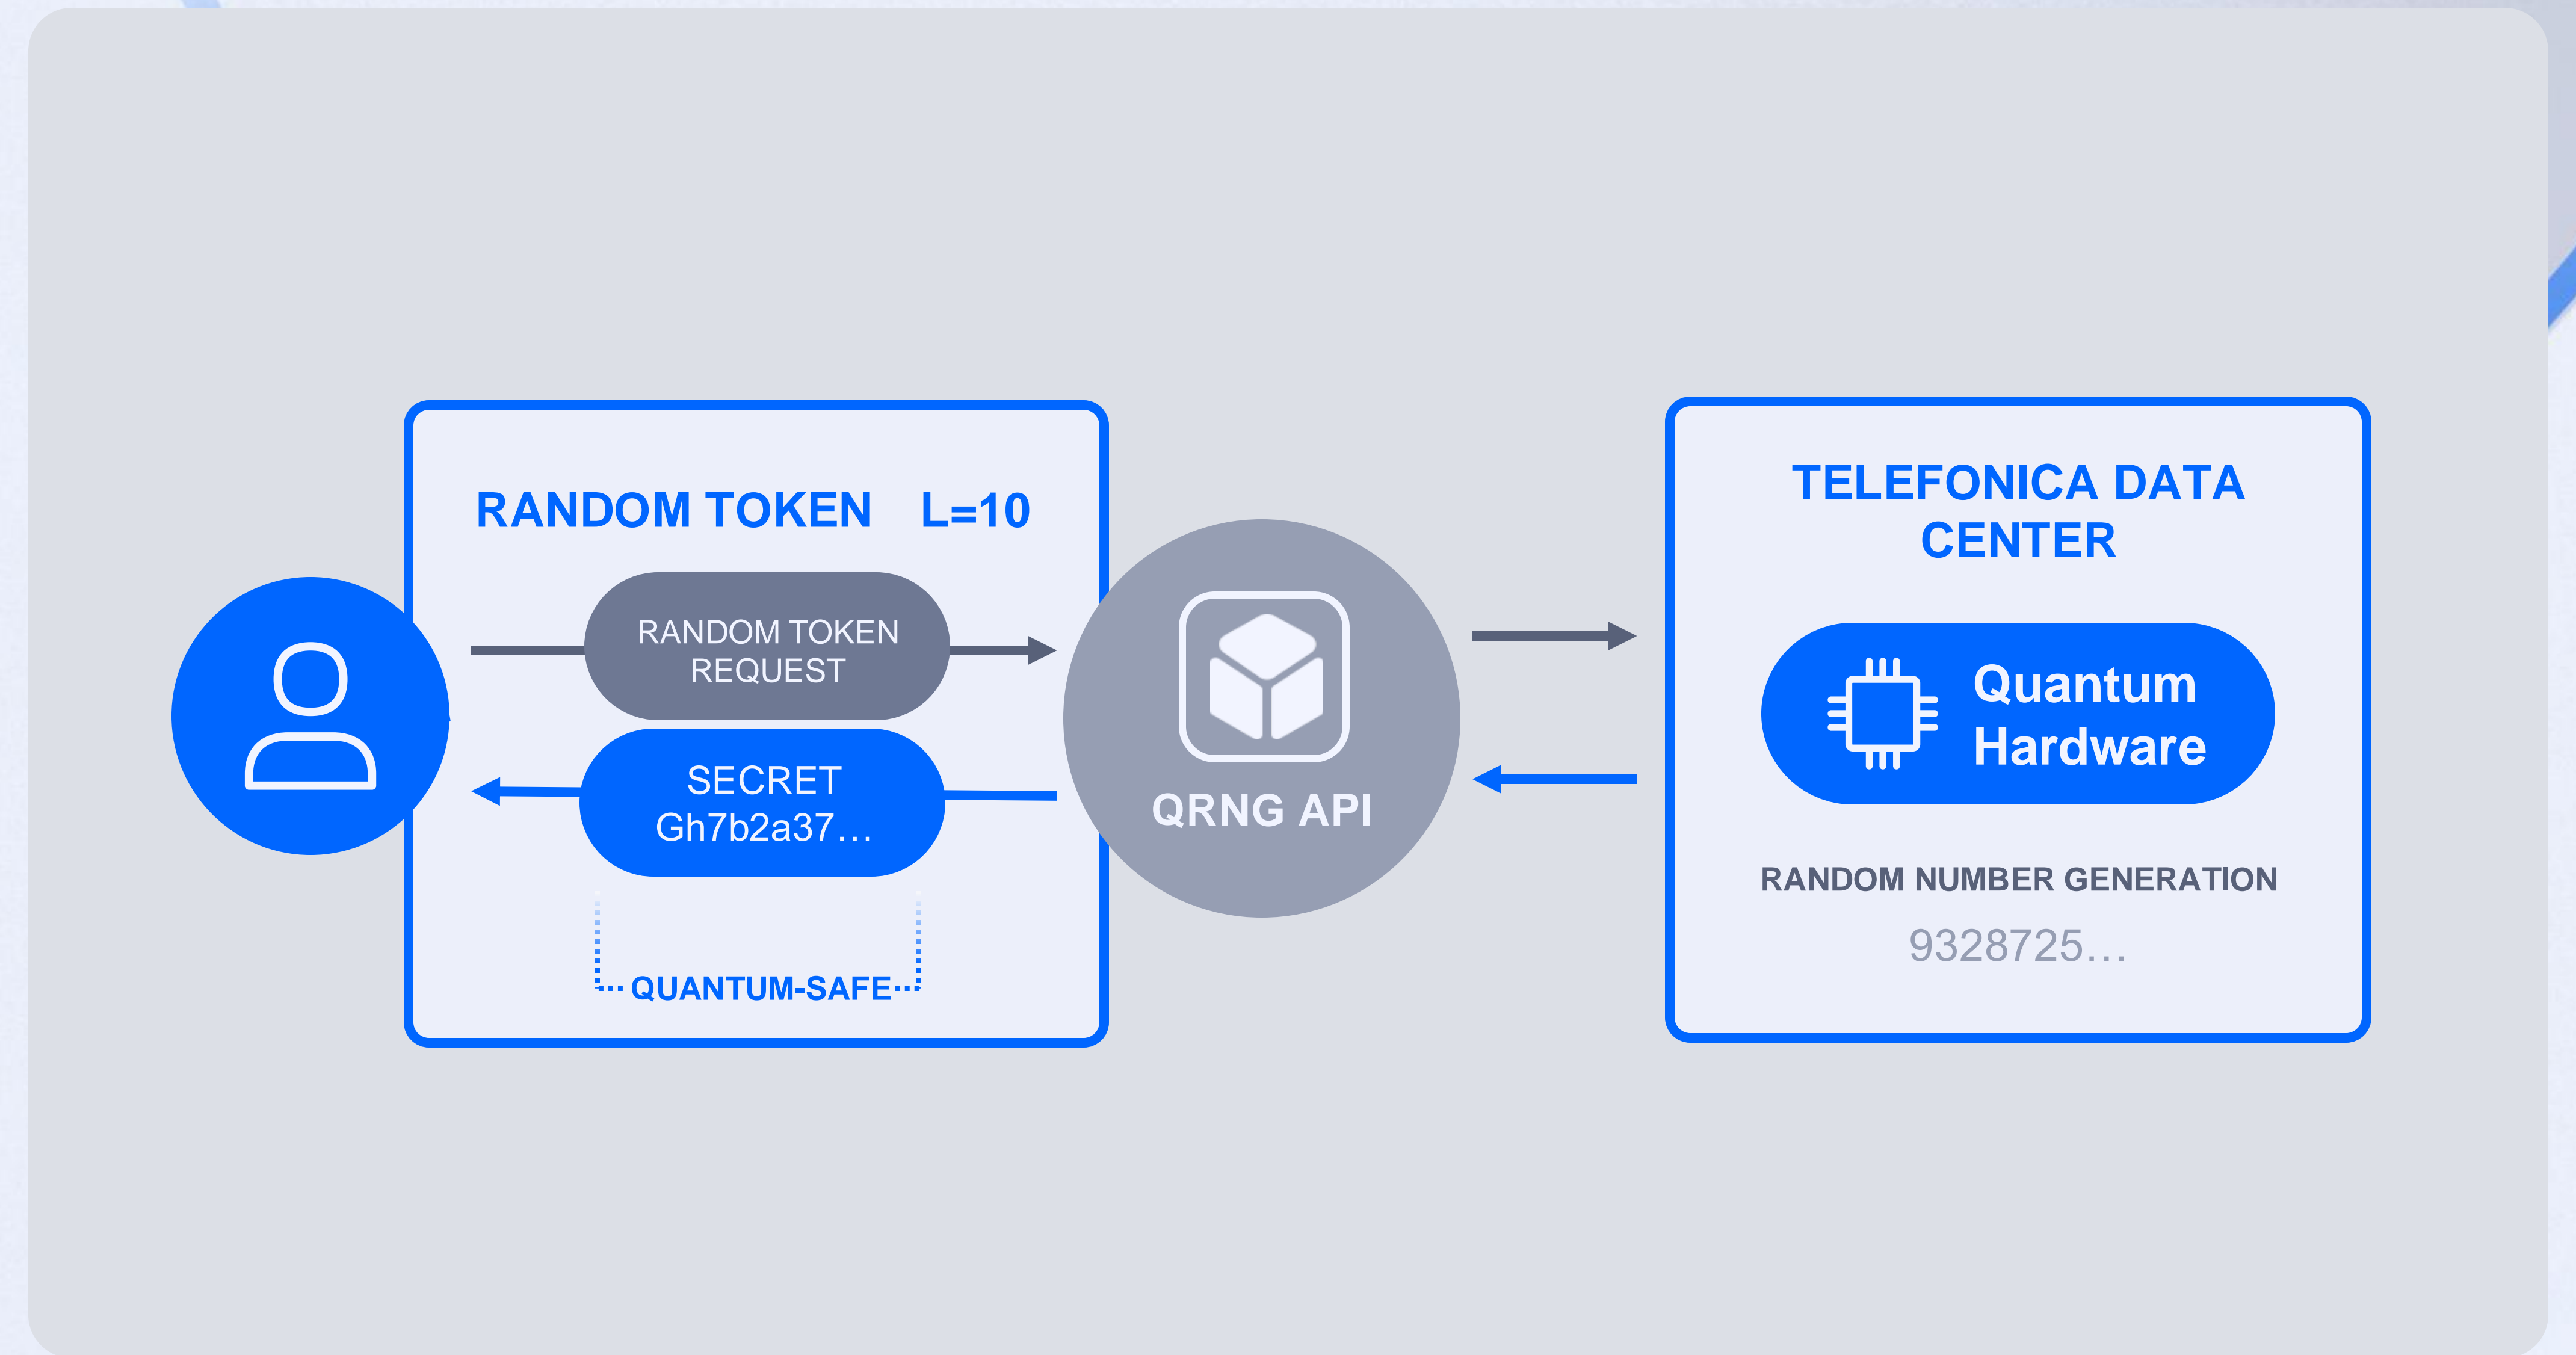 RANDOM TOKEN L=10
RANDOM TOKEN
REQUEST
SECRET
Gh7b2a37...
QUANTUM-SAFE
QRNG API
TELEFONICA DATA
CENTER
Quantum
Hardware
RANDOM NUMBER GENERATION
9328725...